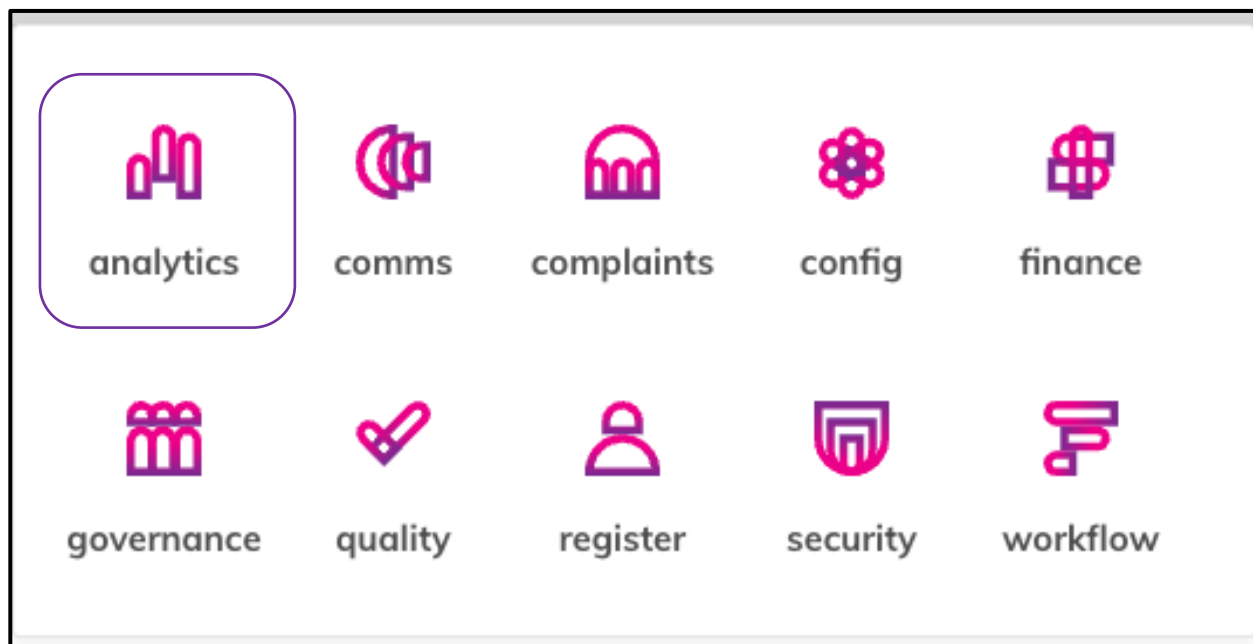 analytics comms complaints config finance
governance quality register security workflow